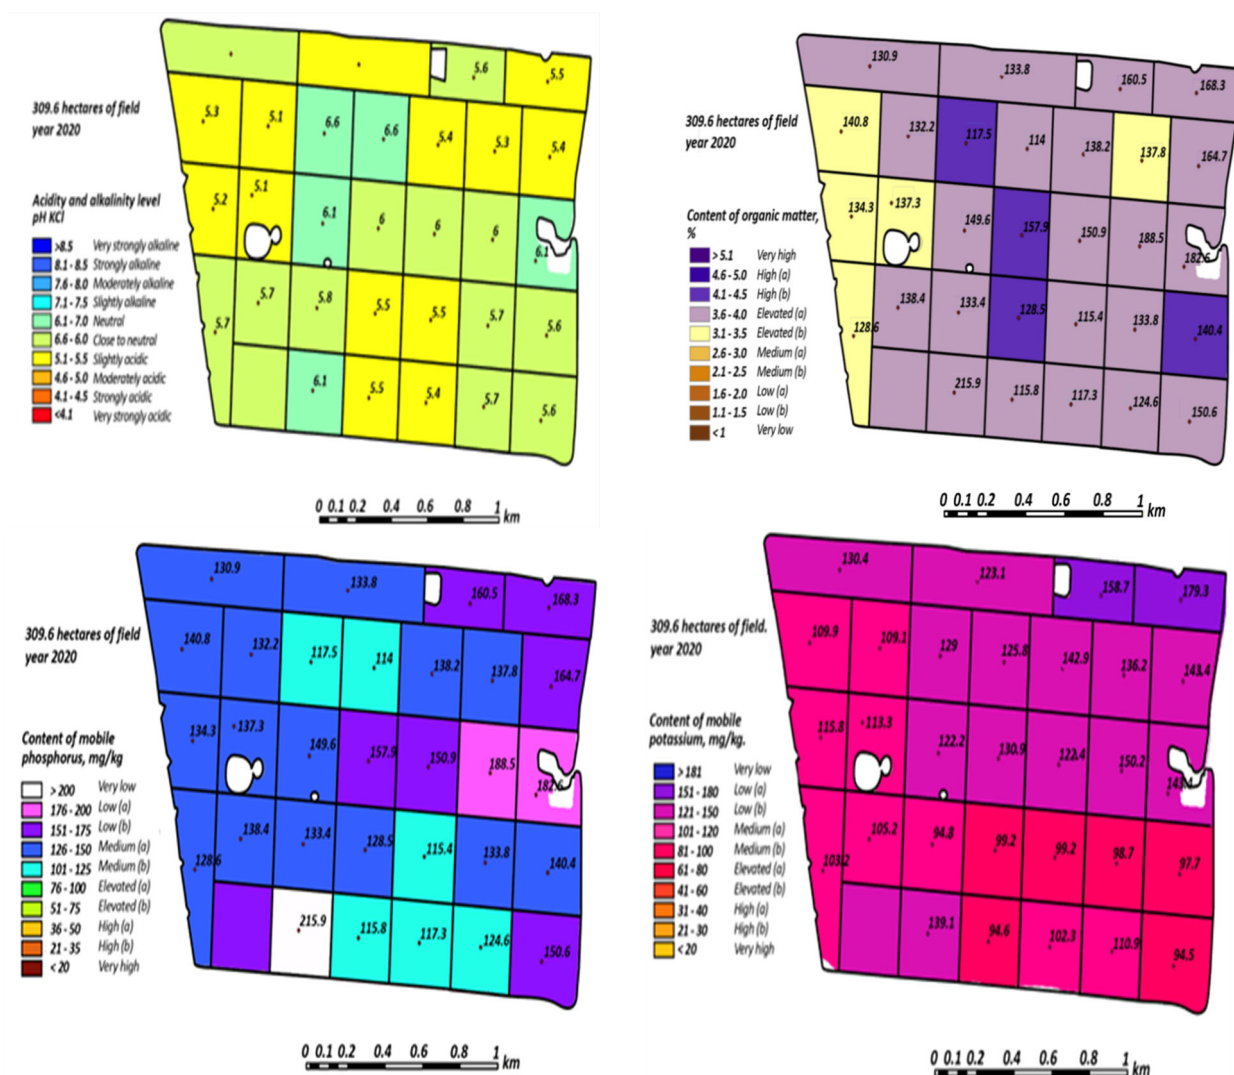 5.6
5.5
309.6 hectares of field
year 2020
5.3
5.1
6.6
6.6
5.4
5.3
5.4
5.2
5.1
6.1
6
6
6
6.1
Acidity and alkalinity level
pH KCl
>8.5 Very strongly alkaline
8.1 - 8.5 Strongly alkaline
7.6 - 8.0 Moderately alkaline
7.1 - 7.5 Slightly alkaline
6.1 - 7.0 Neutral
6.6 - 6.0 Close to neutral
5.1 - 5.5 Slightly acidic
4.6 - 5.0 Moderately acidic
4.1 - 4.5 Strongly acidic
<4.1 Very strongly acidic
5.7
5.7
5.8
5.5
5.5
5.7
5.6
6.1
5.5
5.4
5.7
5.6
0 0.1 0.2 0.4 0.6 0.8 1 km
130.9
133.8
160.5
168.3
309.6 hectares of field
year 2020
140.8
132.2
117.5
114
138.2
137.8
164.7
134.3
137.3
149.6
157.9
150.9
188.5
182.6
Content of organic matter,
%
> 5.1 Very high
4.6 - 5.0 High (a)
4.1 - 4.5 High (b)
3.6 - 4.0 Elevated (a)
3.1 - 3.5 Elevated (b)
2.6 - 3.0 Medium (a)
2.1 - 2.5 Medium (b)
1.6 - 2.0 Low (a)
1.1 - 1.5 Low (b)
< 1 Very low
128.6
138.4
133.4
128.5
115.4
133.8
140.4
215.9
115.8
117.3
124.6
150.6
0 0.1 0.2 0.4 0.6 0.8 1 km
130.9
133.8
160.5
168.3
309.6 hectares of field
year 2020
140.8
132.2
117.5
114
138.2
137.8
164.7
134.3
137.3
149.6
157.9
150.9
188.5
182.6
Content of mobile
phosphorus, mg/kg
> 200 Very low
176 - 200 Low (a)
151 - 175 Low (b)
126 - 150 Medium (a)
101 - 125 Medium (b)
76 - 100 Elevated (a)
51 - 75 Elevated (b)
36 - 50 High (a)
21 - 35 High (b)
< 20 Very high
128.6
138.4
133.4
128.5
115.4
133.8
140.4
215.9
115.8
117.3
124.6
150.6
0 0.1 0.2 0.4 0.6 0.8 1 km
130.4
123.1
158.7
179.3
309.6 hectares of field.
year 2020
109.9
109.1
129
125.8
142.9
136.2
143.4
115.8
113.3
122.2
130.9
122.4
150.2
Content of mobile
potassium, mg/kg.
> 181 Very low
151 - 180 Low (a)
121 - 150 Low (b)
101 - 120 Medium (a)
81 - 100 Medium (b)
61 - 80 Elevated (a)
41 - 60 Elevated (b)
31 - 40 High (a)
21 - 30 High (b)
< 20 Very high
103.2
105.2
94.8
99.2
99.2
98.7
97.7
139.1
94.6
102.3
110.9
94.5
0 0.1 0.2 0.4 0.6 0.8 1 km